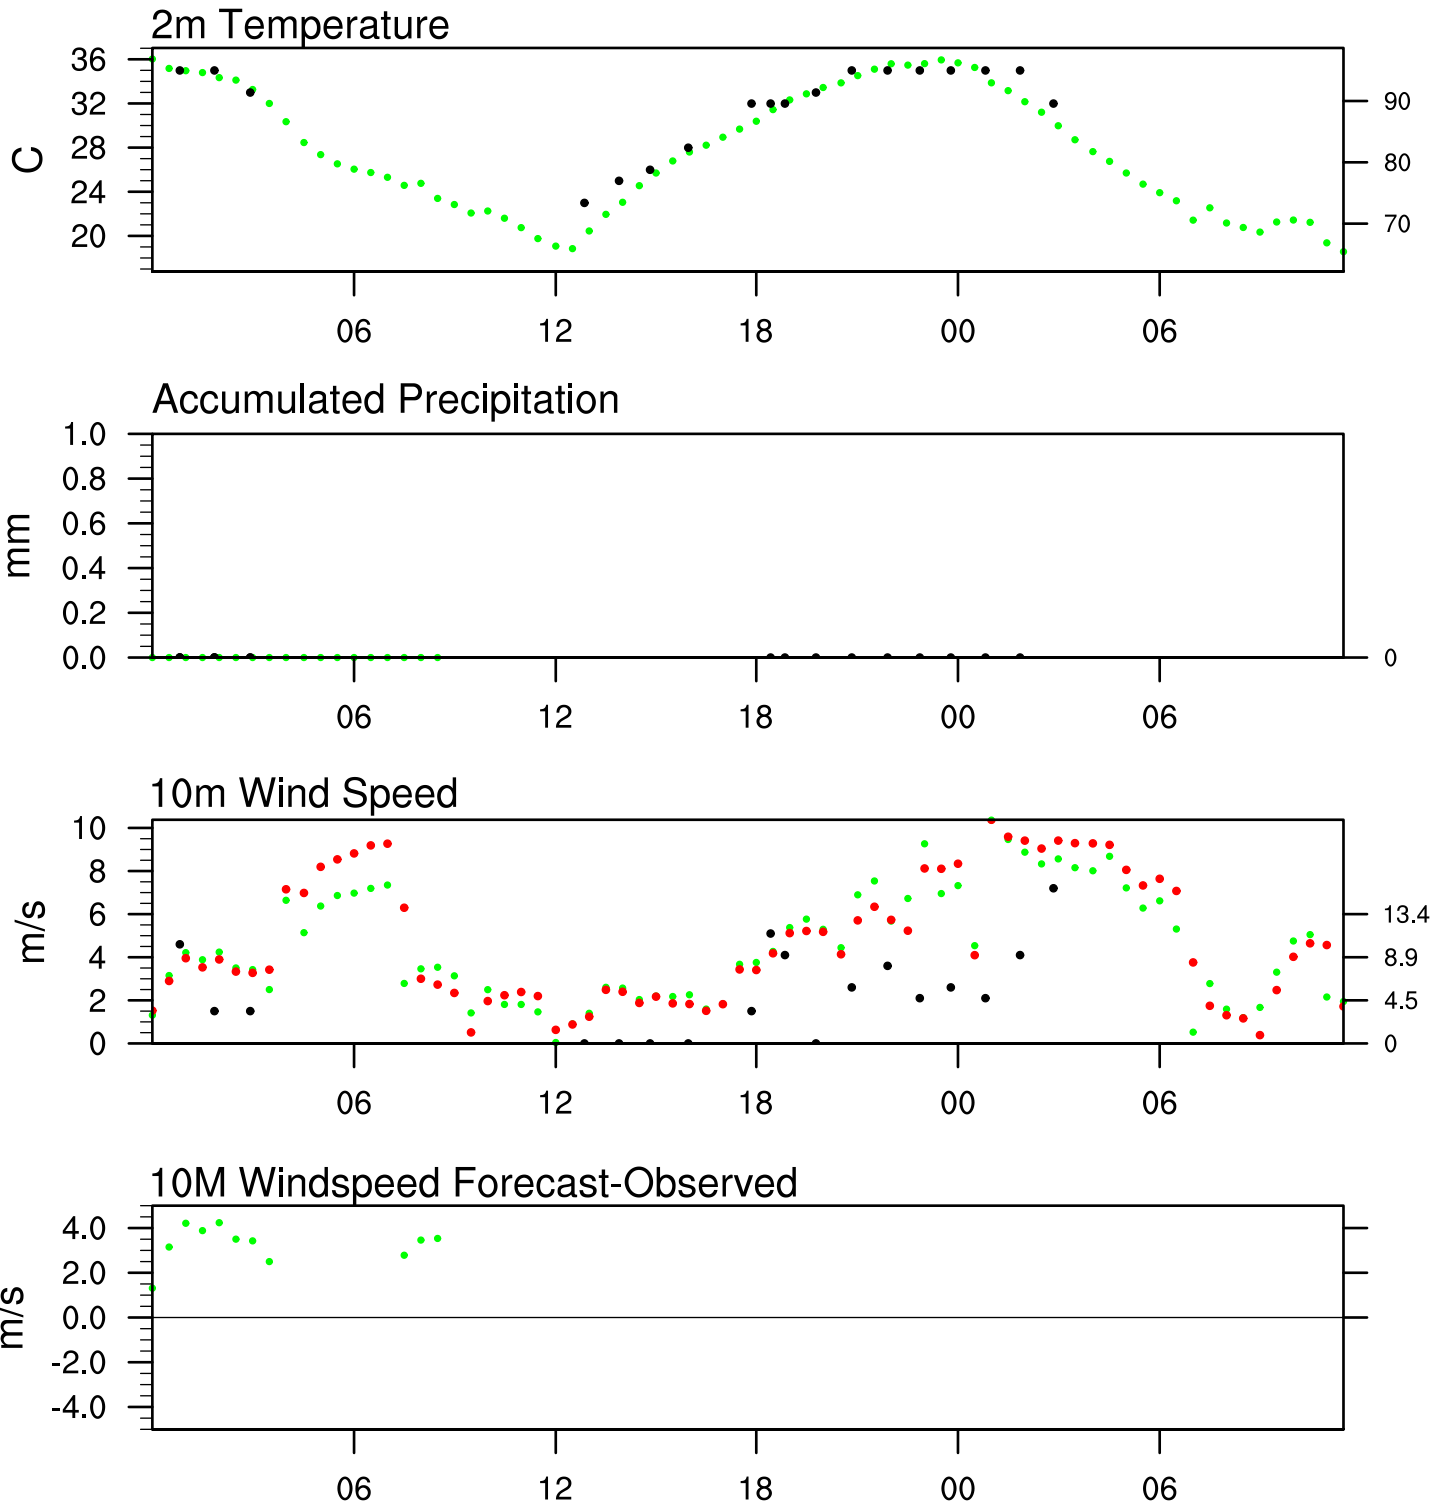 2m Temperature
36
32
28
24
20
C
90
80
70
06 12 18 00 06
Accumulated Precipitation
1.0
0.8
0.6
0.4
0.2
0.0
mm
0
06 12 18 00 06
10m Wind Speed
10
8
6
4
2
0
m/s
13.4
8.9
4.5
0
06 12 18 00 06
10M Windspeed Forecast-Observed
4.0
2.0
0.0
-2.0
-4.0
m/s
06 12 18 00 06